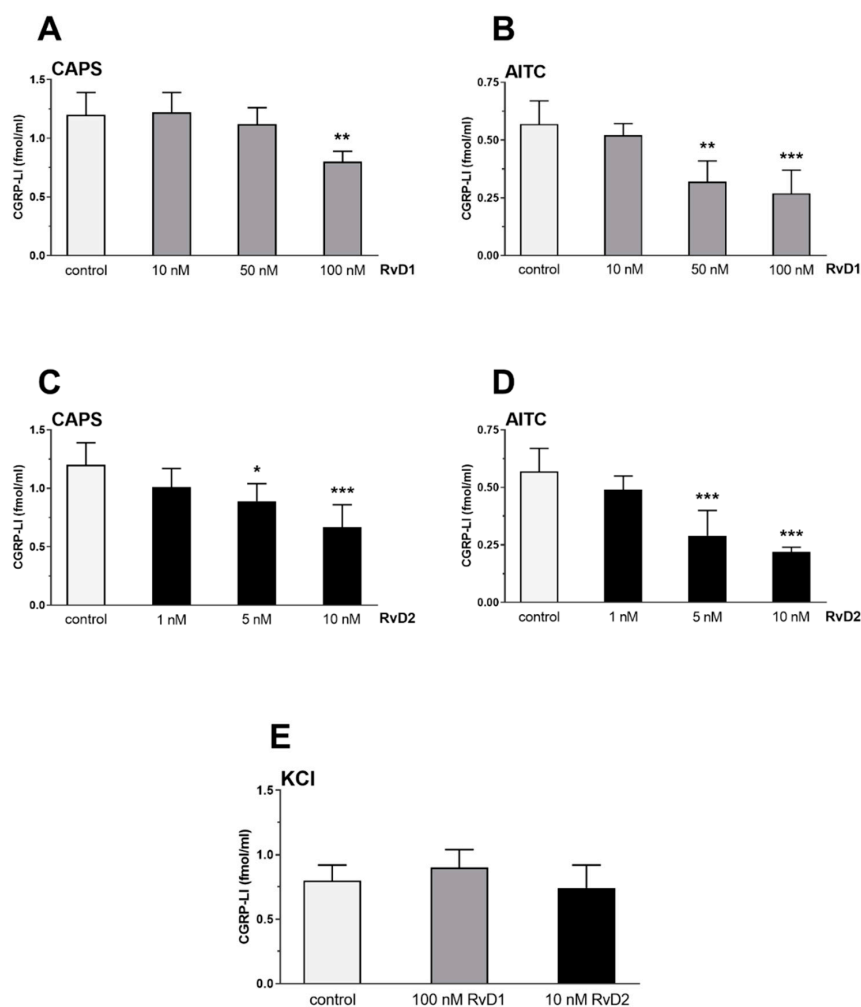 A
CAPS
CGRP-LI (fmol/ml)
1.5
1.0
0.5
0.0
**
control 10 nM 50 nM 100 nM RvD1
B
AITC
CGRP-LI (fmol/ml)
0.75
0.50
0.25
0.00
** ***
control 10 nM 50 nM 100 nM RvD1
C
CAPS
CGRP-LI (fmol/ml)
1.5
1.0
0.5
0.0
* ***
control 1 nM 5 nM 10 nM RvD2
D
AITC
CGRP-LI (fmol/ml)
0.75
0.50
0.25
0.00
*** ***
control 1 nM 5 nM 10 nM RvD2
E
KCl
CGRP-LI (fmol/ml)
1.5
1.0
0.5
0.0
control 100 nM RvD1 10 nM RvD2